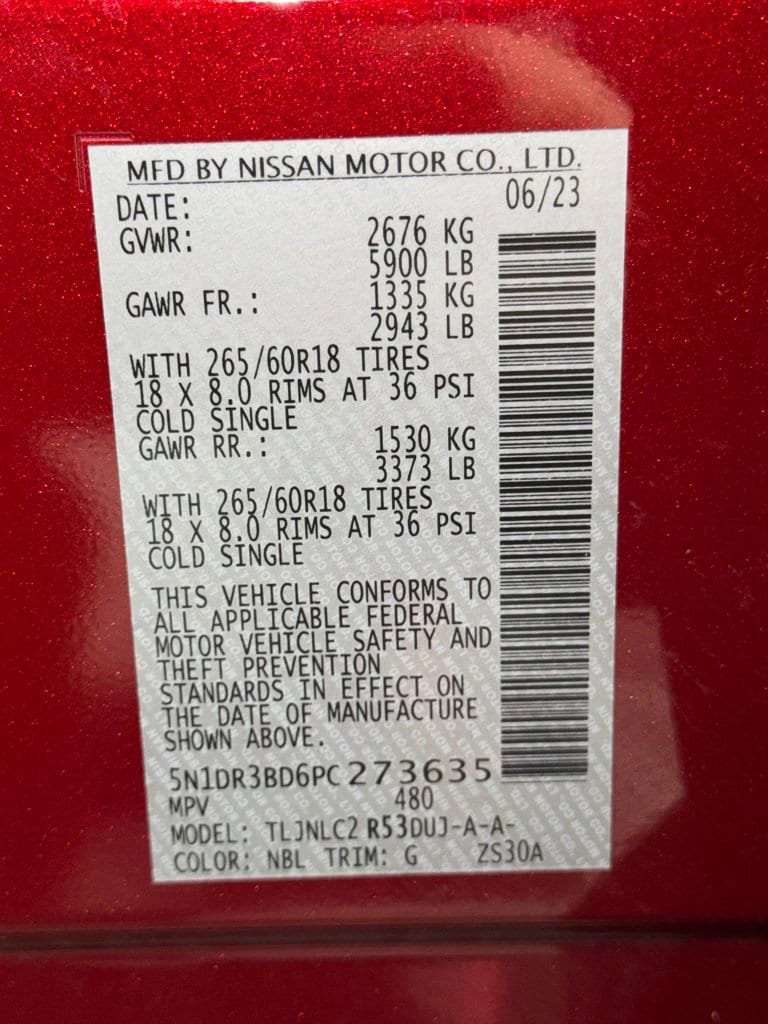 MFD BY NISSAN MOTOR CO., LTD.
DATE: 06/23
GVWR: 2676 KG
5900 LB
GAWR FR.: 1335 KG
2943 LB
WITH 265/60R18 TIRES
18 X 8.0 RIMS AT 36 PSI
COLD SINGLE
GAWR RR.: 1530 KG
3373 LB
WITH 265/60R18 TIRES
18 X 8.0 RIMS AT 36 PSI
COLD SINGLE
THIS VEHICLE CONFORMS TO
ALL APPLICABLE FEDERAL
MOTOR VEHICLE SAFETY AND
THEFT PREVENTION
STANDARDS IN EFFECT ON
THE DATE OF MANUFACTURE
SHOWN ABOVE.
5N1DR3BD6PC 273635
MPV 480
MODEL: TLJNLC2 R53DUJ-A-A-
COLOR: NBL TRIM: G ZS30A